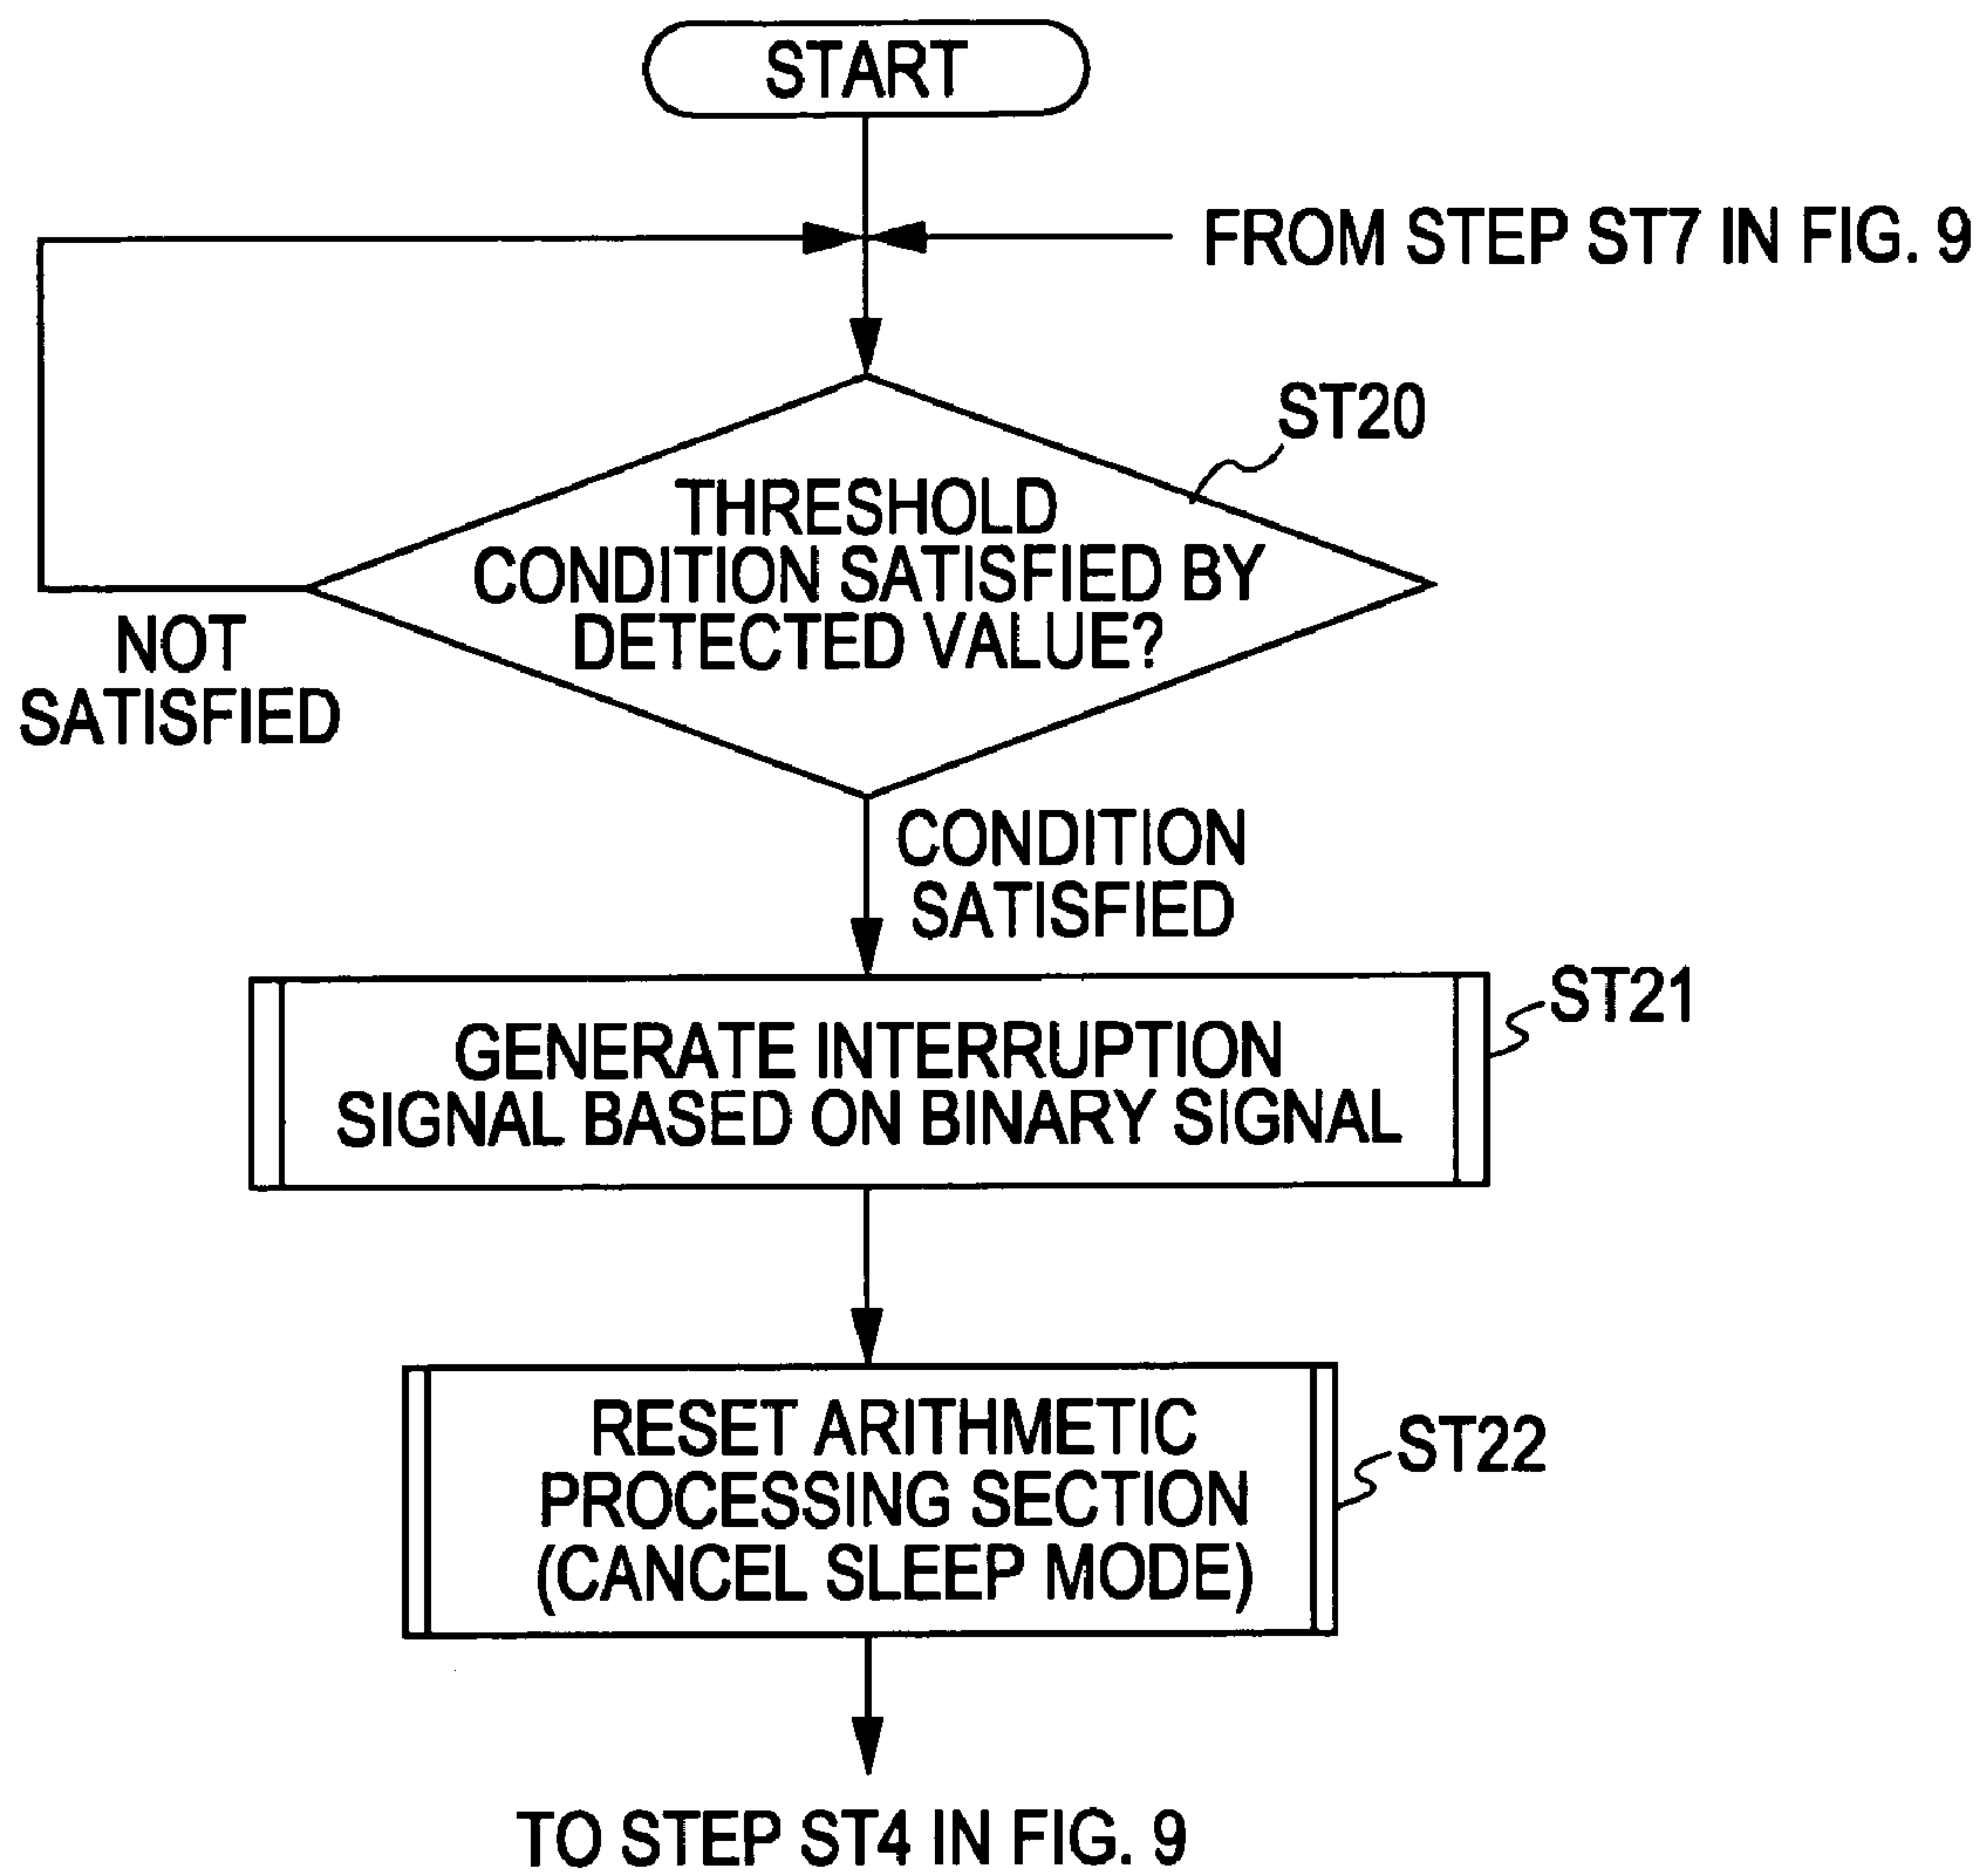 START
FROM STEP ST7 IN FIG. 9
ST20
THRESHOLD
CONDITION SATISFIED BY
DETECTED VALUE?
NOT
SATISFIED
CONDITION
SATISFIED
ST21
GENERATE INTERRUPTION
SIGNAL BASED ON BINARY SIGNAL
RESET ARITHMETIC
PROCESSING SECTION
(CANCEL SLEEP MODE)
ST22
TO STEP ST4 IN FIG. 9